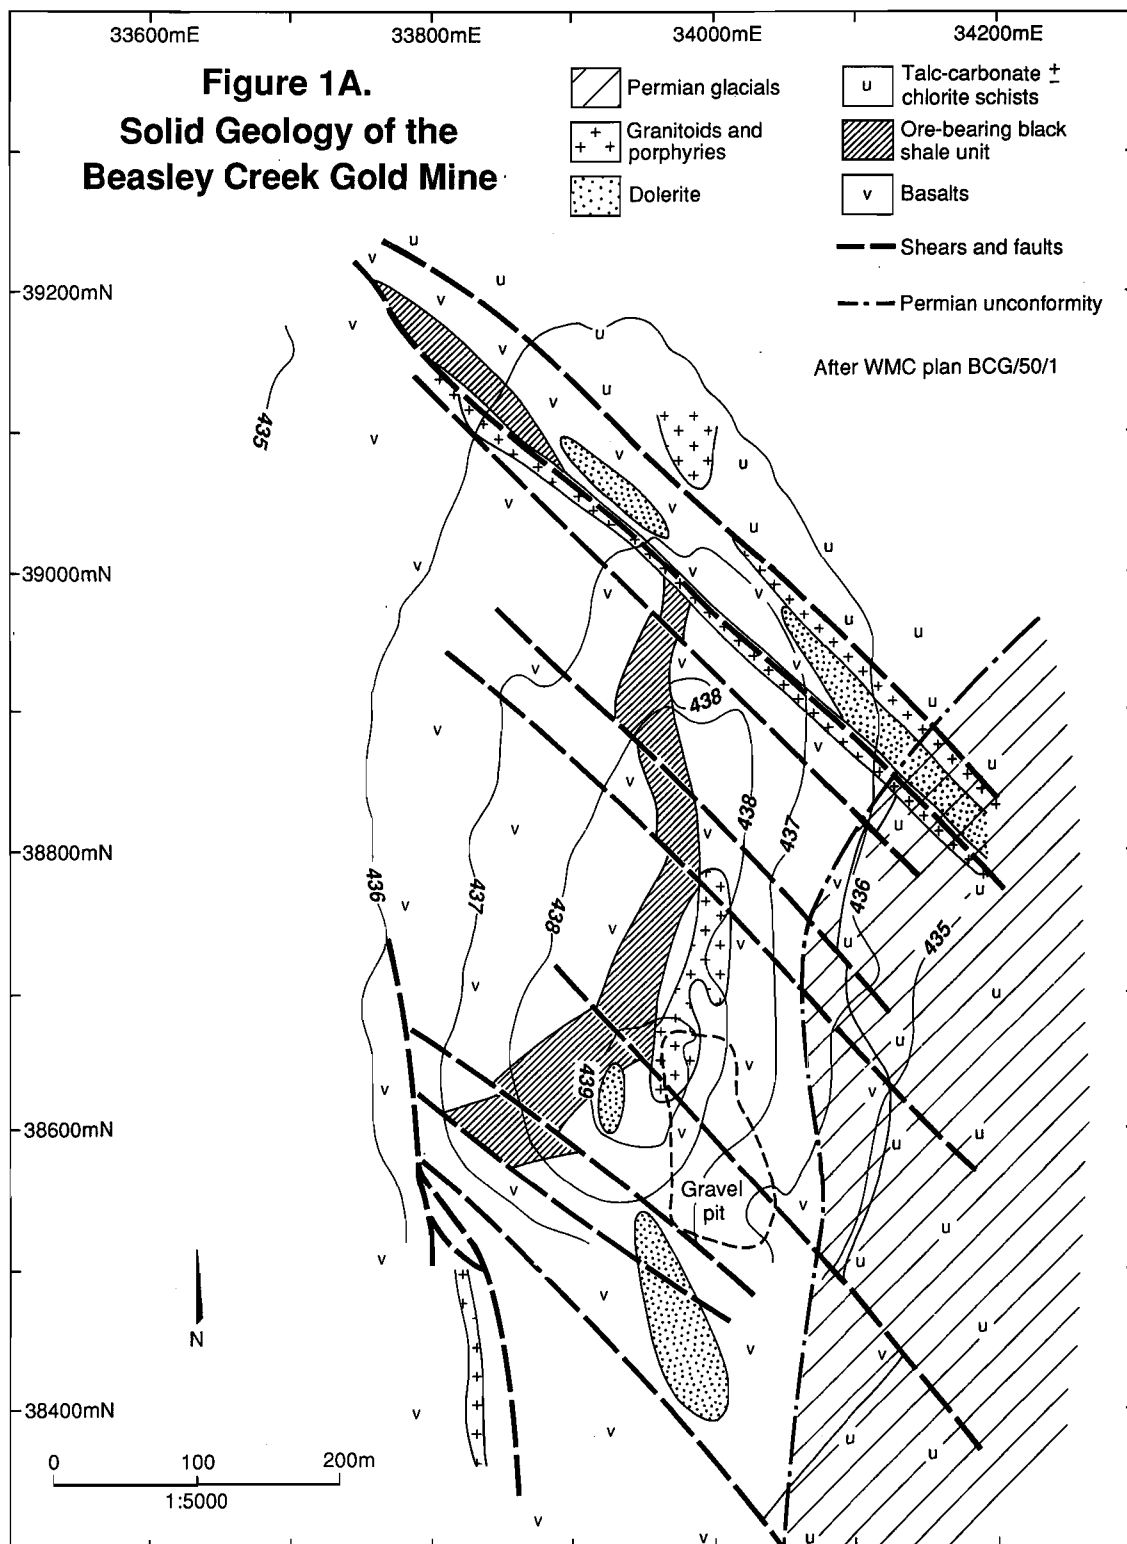 33600mE 33800mE 34000mE 34200mE
Figure 1A.
Solid Geology of the
Beasley Creek Gold Mine
Permian glacials
Granitoids and
porphyries
Dolerite
Talc-carbonate ±
chlorite schists
Ore-bearing black
shale unit
Basalts
Shears and faults
Permian unconformity
After WMC plan BCG/50/1
39200mN
39000mN
38800mN
38600mN
38400mN
435
438
438
437
436
437
438
436
435
439
Gravel
pit
N
0 100 200m
1:5000